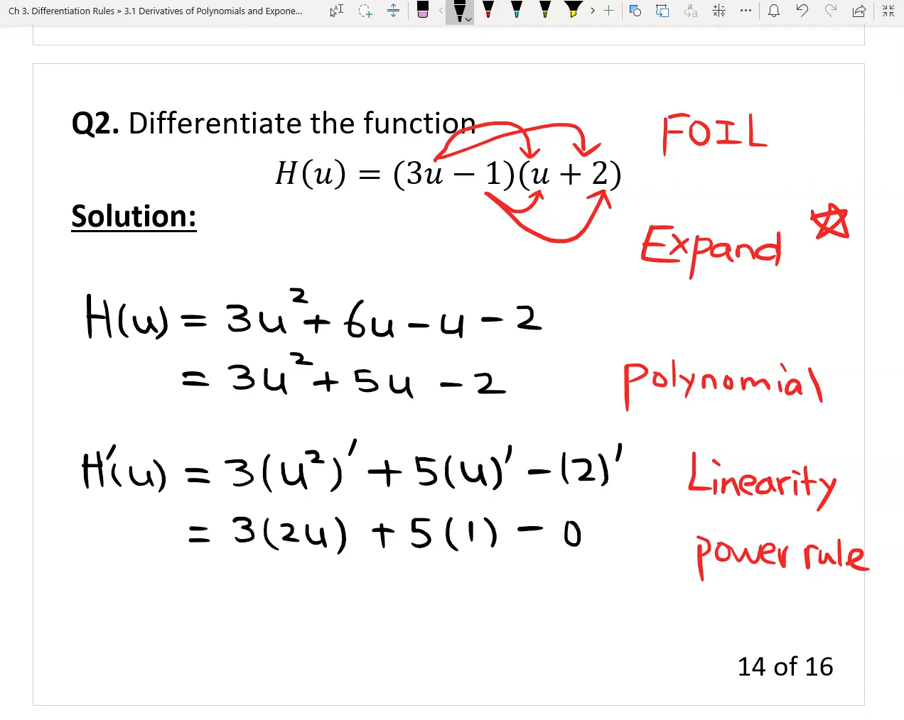 Ch 3. Differentiation Rules » 3.1 Derivatives of Polynomials and Expone...
Q2. Differentiate the function
FOIL
H(u) = (3u − 1)(u + 2)
Solution:
Expand
H(u) = 3u² + 6u − u − 2
= 3u² + 5u − 2
polynomial
H'(u) = 3(u²)' + 5(u)' − (2)'
Linearity
= 3(2u) + 5(1) − 0
power rule
14 of 16